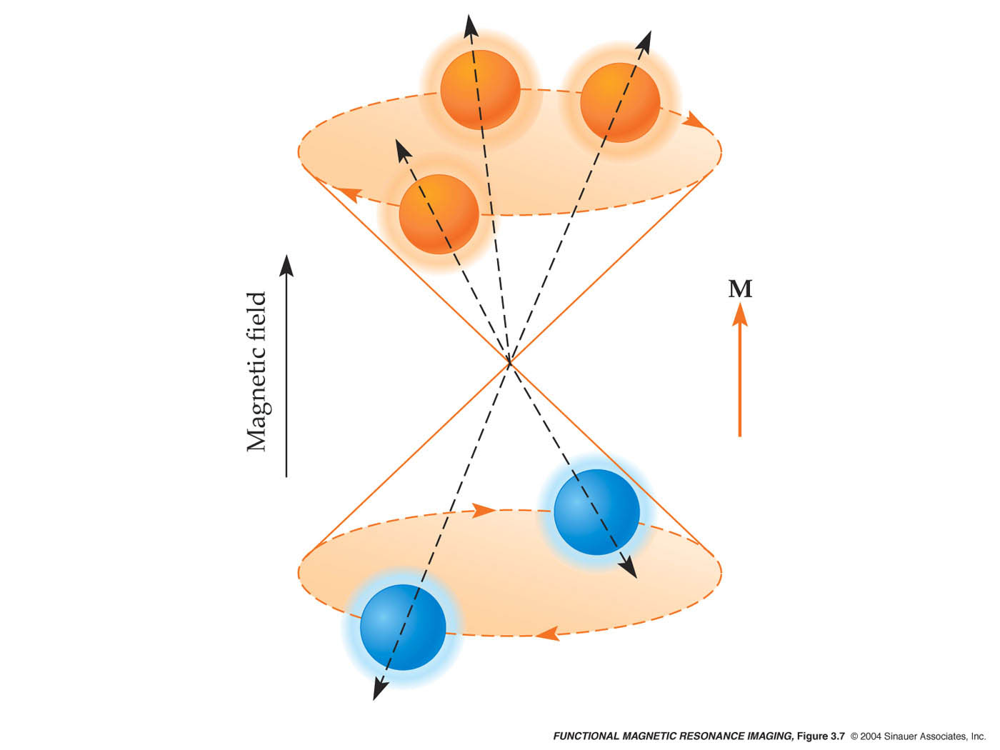 Magnetic field
M
FUNCTIONAL MAGNETIC RESONANCE IMAGING, Figure 3.7 © 2004 Sinauer Associates, Inc.